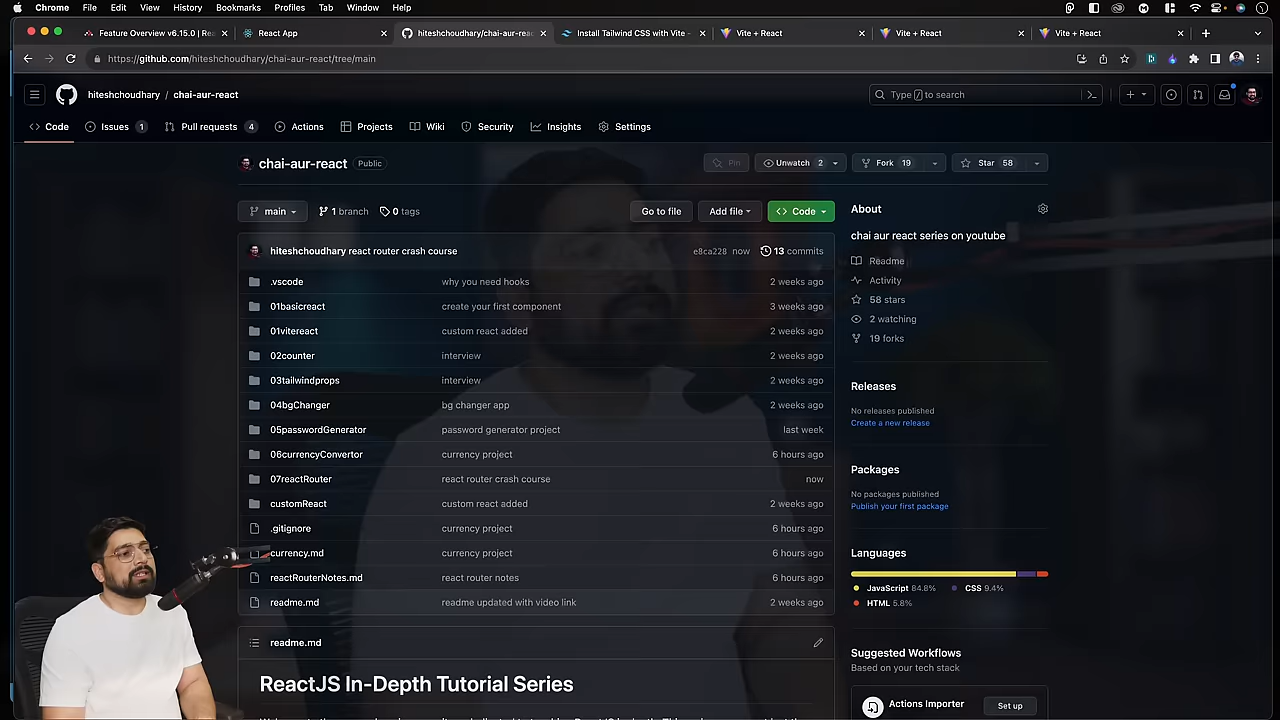 Chrome File Edit View History Bookmarks Profiles Tab Window Help
Feature Overview v6.15.0 | Re React App hiteshchoudhary/chai-aur-reac Install Tailwind CSS with Vite - Vite + React Vite + React Vite + React
https://github.com/hiteshchoudhary/chai-aur-react/tree/main
hiteshchoudhary / chai-aur-react Type / to search
Code Issues 1 Pull requests 4 Actions Projects Wiki Security Insights Settings
chai-aur-react Public Pin Unwatch 2 Fork 19 Star 58
main 1 branch 0 tags Go to file Add file Code
hiteshchoudhary react router crash course e8ca228 now 13 commits
.vscode why you need hooks 2 weeks ago
01basicreact create your first component 3 weeks ago
01vitereact custom react added 2 weeks ago
02counter interview 2 weeks ago
03tailwindprops interview 2 weeks ago
04bgChanger bg changer app 2 weeks ago
05passwordGenerator password generator project last week
06currencyConvertor currency project 6 hours ago
07reactRouter react router crash course now
customReact custom react added 2 weeks ago
.gitignore currency project 6 hours ago
currency.md currency project 6 hours ago
reactRouterNotes.md react router notes 6 hours ago
readme.md readme updated with video link 2 weeks ago
readme.md
ReactJS In-Depth Tutorial Series
About
chai aur react series on youtube
Readme
Activity
58 stars
2 watching
19 forks
Releases
No releases published
Create a new release
Packages
No packages published
Publish your first package
Languages
JavaScript 84.8% CSS 9.4%
HTML 5.8%
Suggested Workflows
Based on your tech stack
Actions Importer Set up